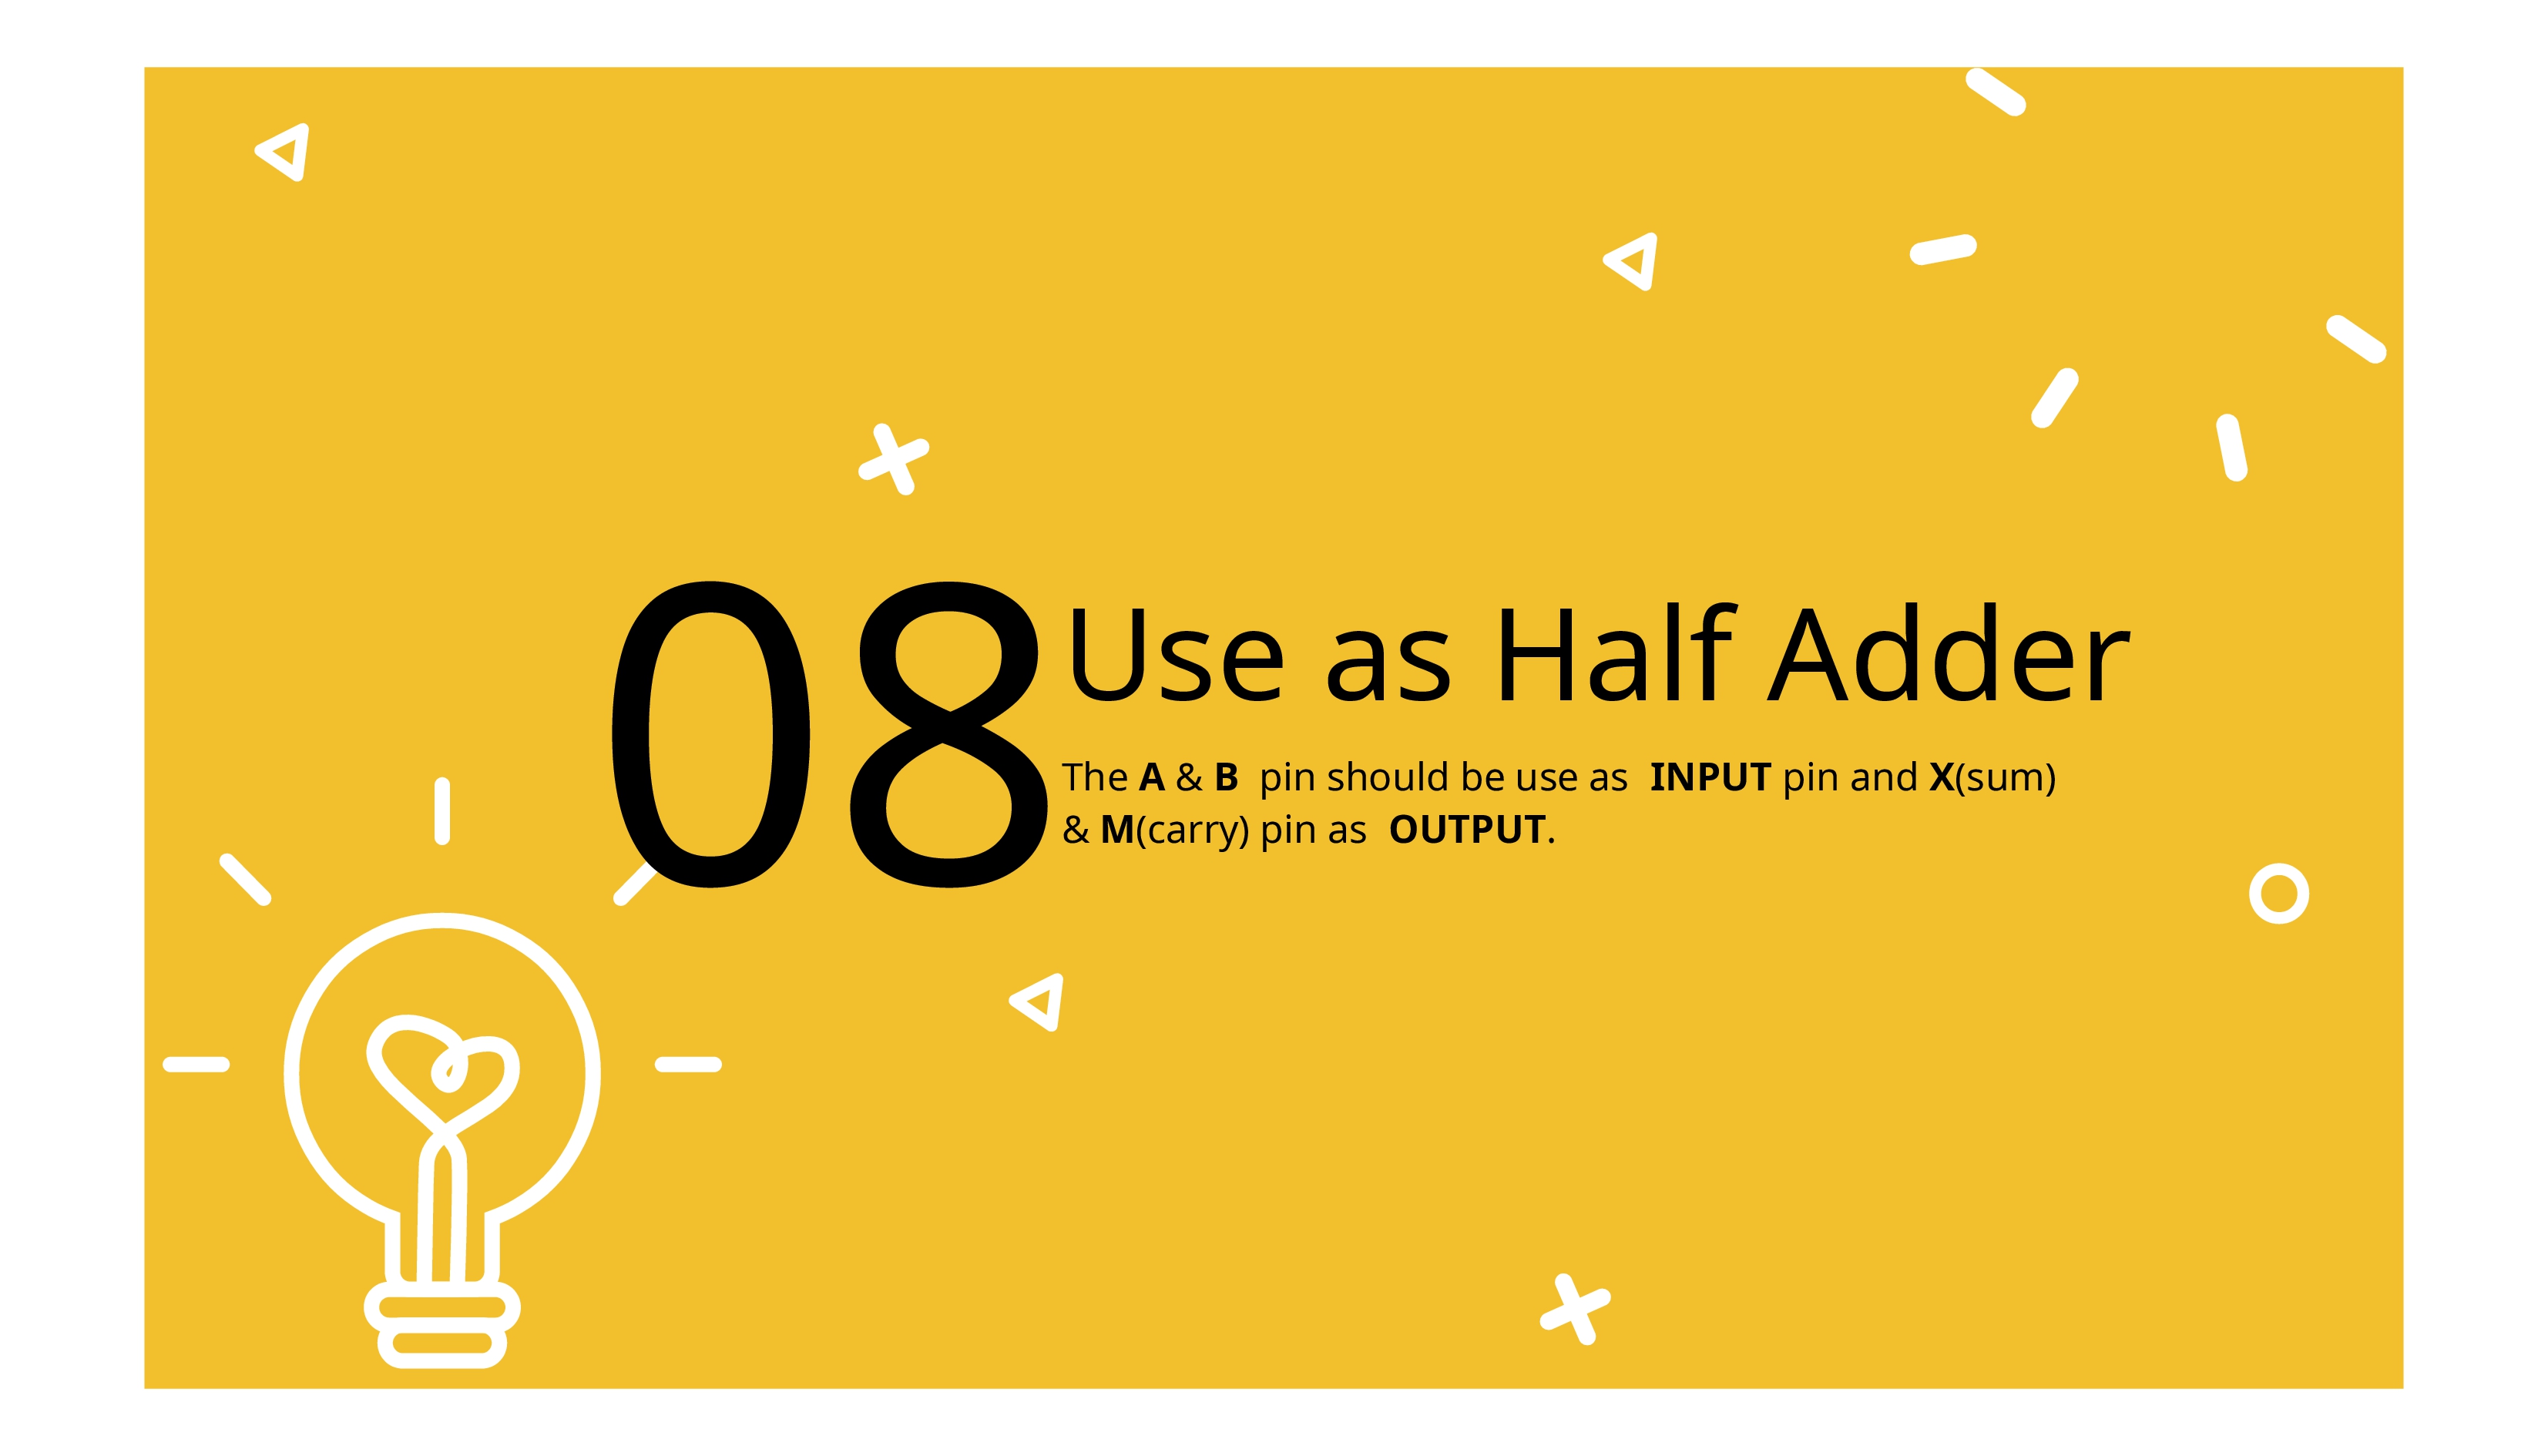 08
Use as Half Adder
The A & B pin should be use as INPUT pin and X(sum)
& M(carry) pin as OUTPUT.